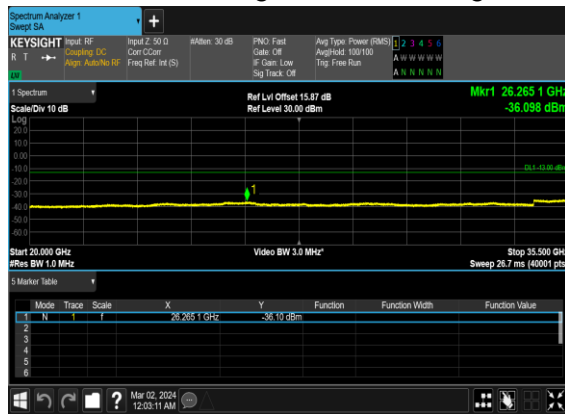 Spectrum Analyzer 1
Swept SA
+
KEYSIGHT Input: RF Input Z: 50 Ω #Atten: 30 dB PNO: Fast Avg Type: Power (RMS) 1 2 3 4 5 6
R T Coupling: DC Corr CCorr Gate: Off Avg|Hold: 100/100 A W W W W W
Align: Auto/No RF Freq Ref: Int (S) IF Gain: Low Trig: Free Run
LW Sig Track: Off A N N N N N
1 Spectrum Ref Lvl Offset 15.87 dB Mkr1 26.265 1 GHz
Scale/Div 10 dB Ref Level 30.00 dBm -36.098 dBm
Log
20.0
10.0
0.00
-10.0 DL1 -13.00 dBm
-20.0
-30.0 1
-40.0
-50.0
-60.0
Start 20.000 GHz Video BW 3.0 MHz* Stop 35.500 GHz
#Res BW 1.0 MHz Sweep 26.7 ms (40001 pts)
5 Marker Table
Mode Trace Scale X Y Function Function Width Function Value
1 N 1 f 26.265 1 GHz -36.10 dBm
2
3
4
5
6
? Mar 02, 2024
12:03:11 AM